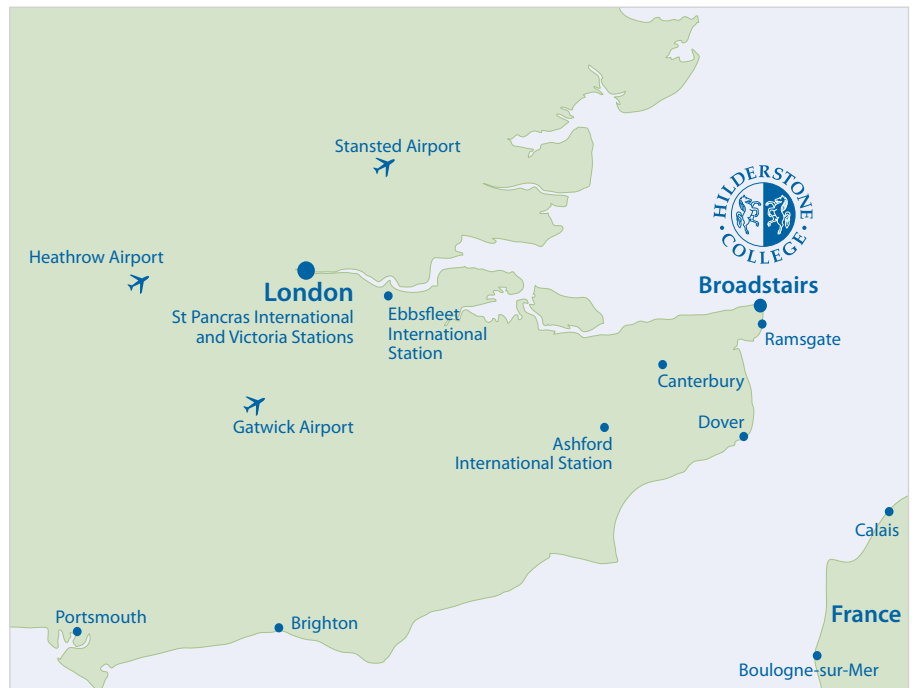 Stansted Airport
HILDERSTONE
COLLEGE
Heathrow Airport
London
St Pancras International
and Victoria Stations
Ebbsfleet
International
Station
Broadstairs
Ramsgate
Canterbury
Gatwick Airport
Dover
Ashford
International Station
Calais
Portsmouth
Brighton
France
Boulogne-sur-Mer